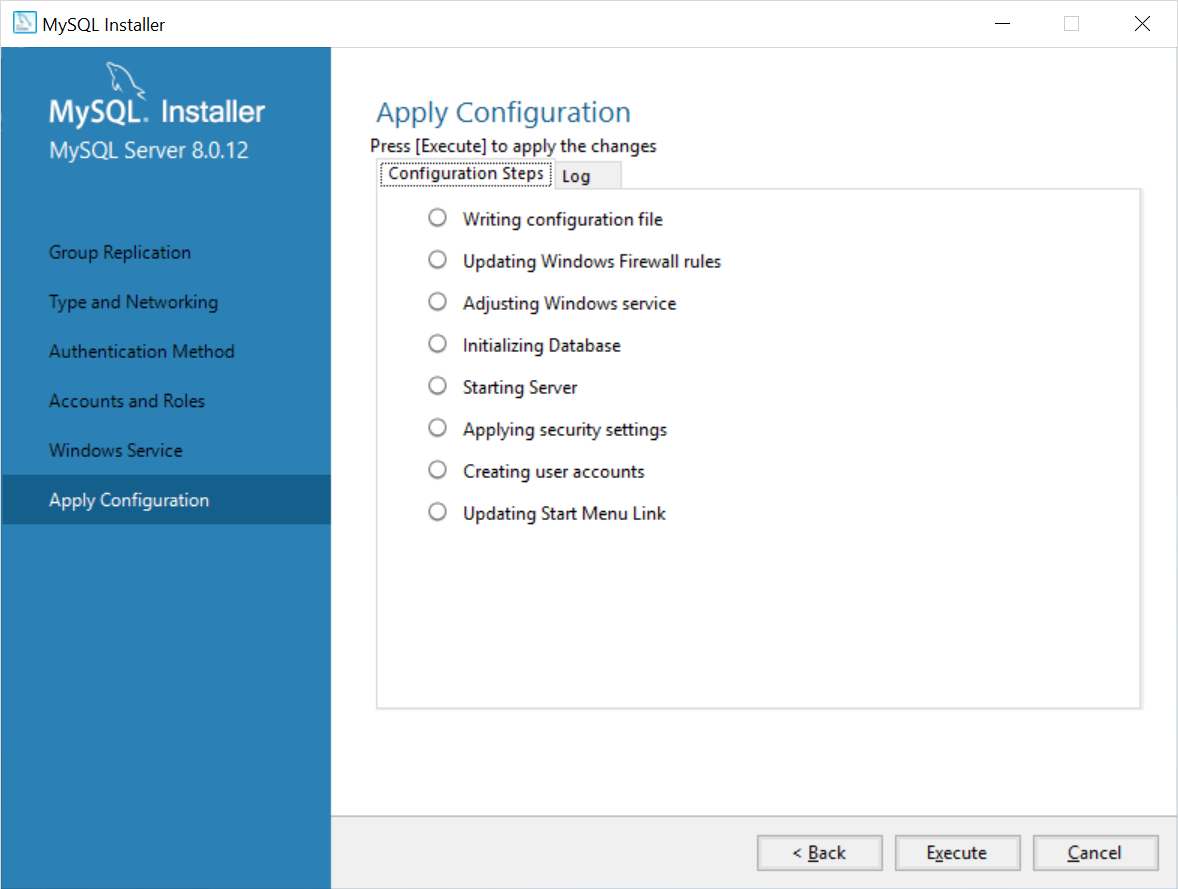 MySQL Installer
MySQL. Installer
MySQL Server 8.0.12
Group Replication
Type and Networking
Authentication Method
Accounts and Roles
Windows Service
Apply Configuration
Apply Configuration
Press [Execute] to apply the changes
Configuration Steps Log
Writing configuration file
Updating Windows Firewall rules
Adjusting Windows service
Initializing Database
Starting Server
Applying security settings
Creating user accounts
Updating Start Menu Link
< Back Execute Cancel